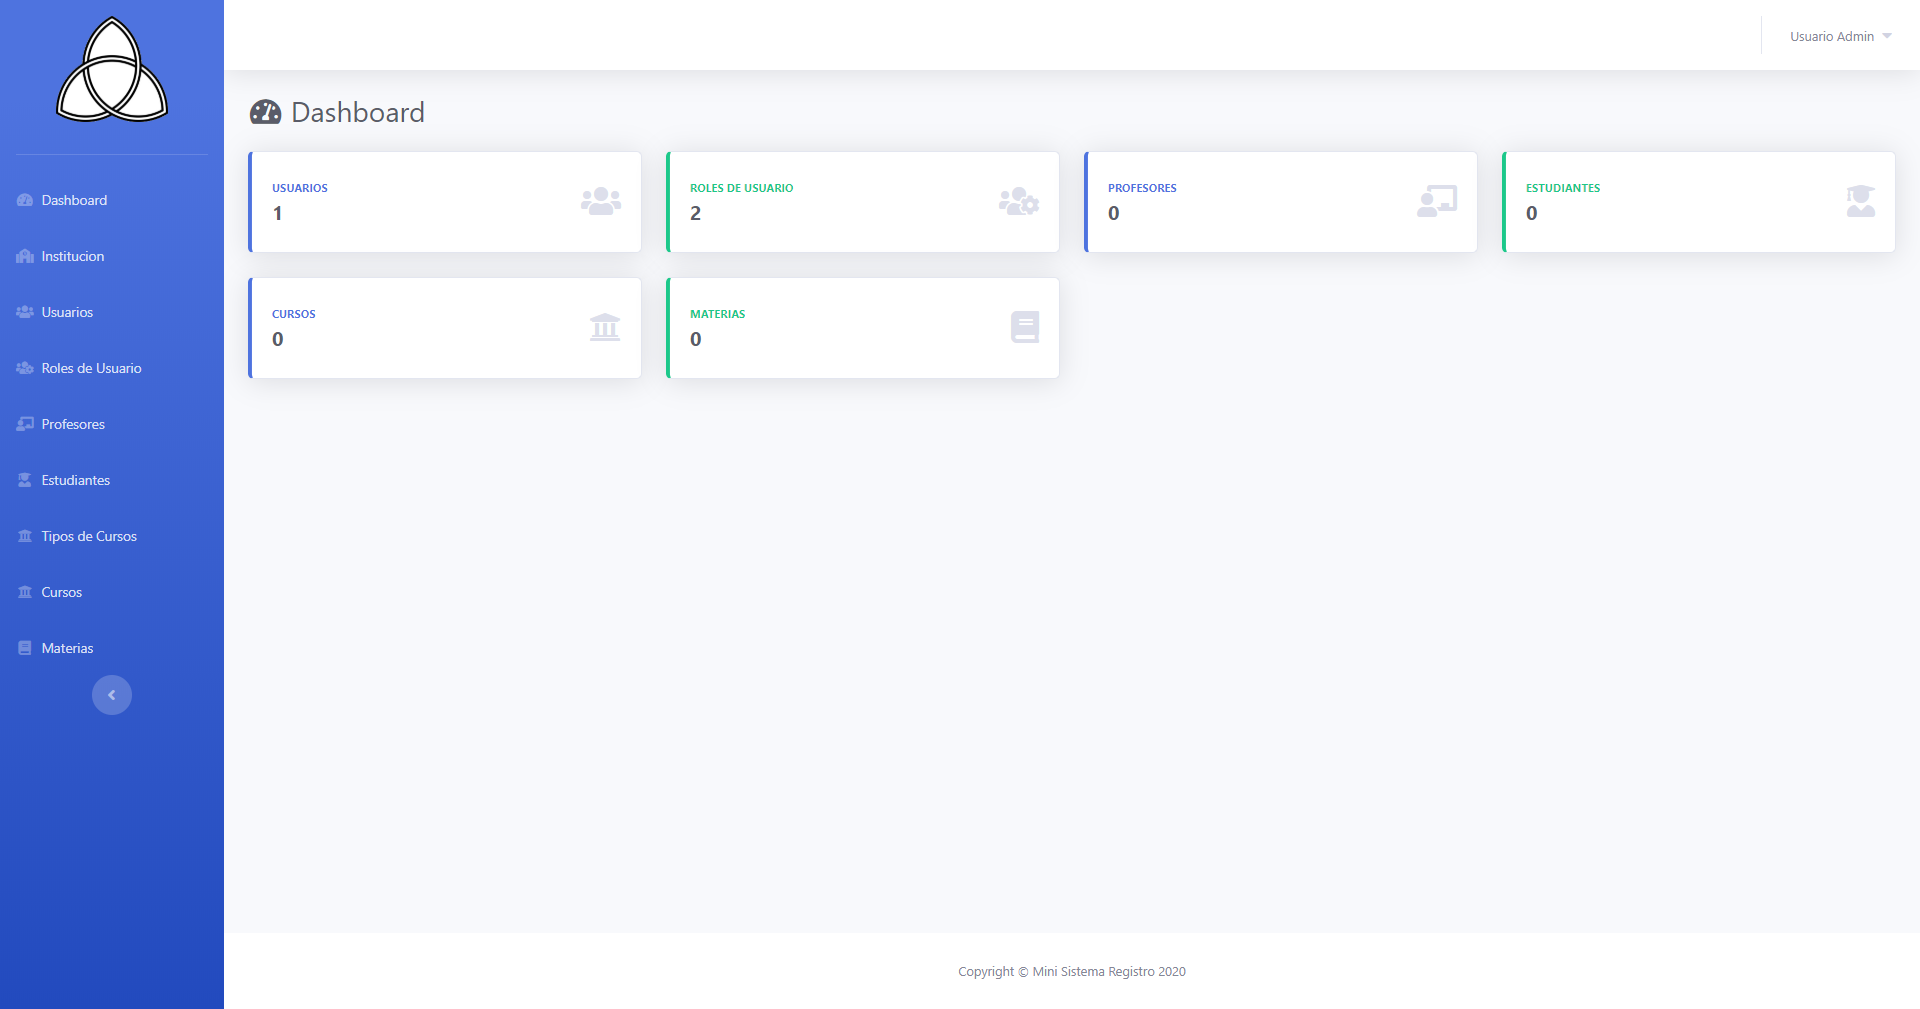 Usuario Admin
Dashboard
Institucion
Usuarios
Roles de Usuario
Profesores
Estudiantes
Tipos de Cursos
Cursos
Materias
Dashboard
USUARIOS
1
ROLES DE USUARIO
2
PROFESORES
0
ESTUDIANTES
0
CURSOS
0
MATERIAS
0
Copyright © Mini Sistema Registro 2020